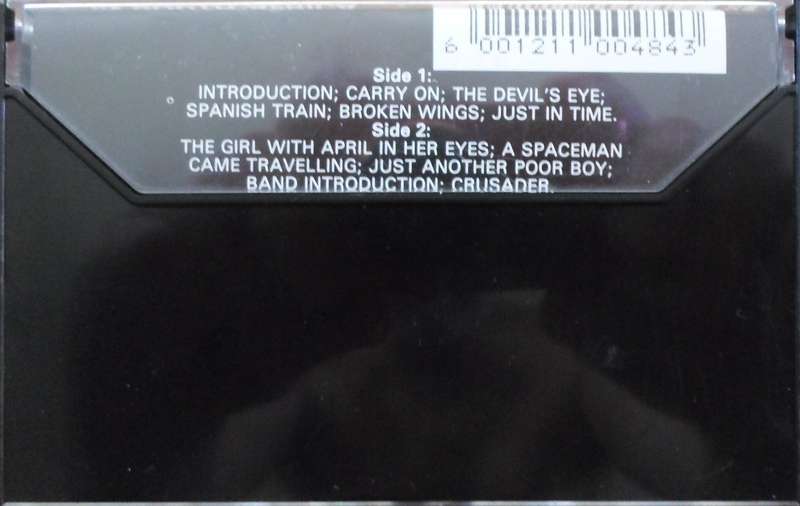 6 001211 004843
Side 1:
INTRODUCTION; CARRY ON; THE DEVIL'S EYE;
SPANISH TRAIN; BROKEN WINGS; JUST IN TIME.
Side 2:
THE GIRL WITH APRIL IN HER EYES; A SPACEMAN
CAME TRAVELLING; JUST ANOTHER POOR BOY;
BAND INTRODUCTION; CRUSADER.